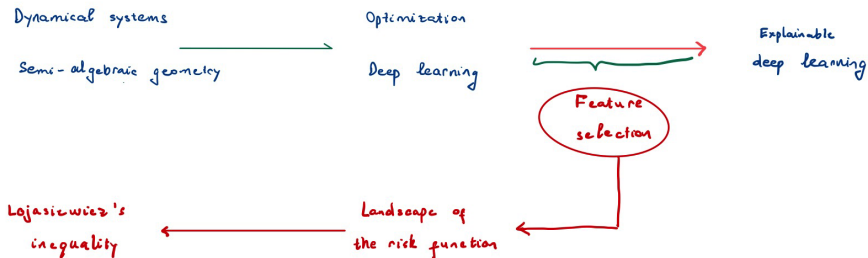 Dynamical systems
Semi-algebraic geometry
Optimization
Deep learning
Explainable
deep learning
Feature
selection
Landscape of
the risk function
Lojasiewiez's
inequality